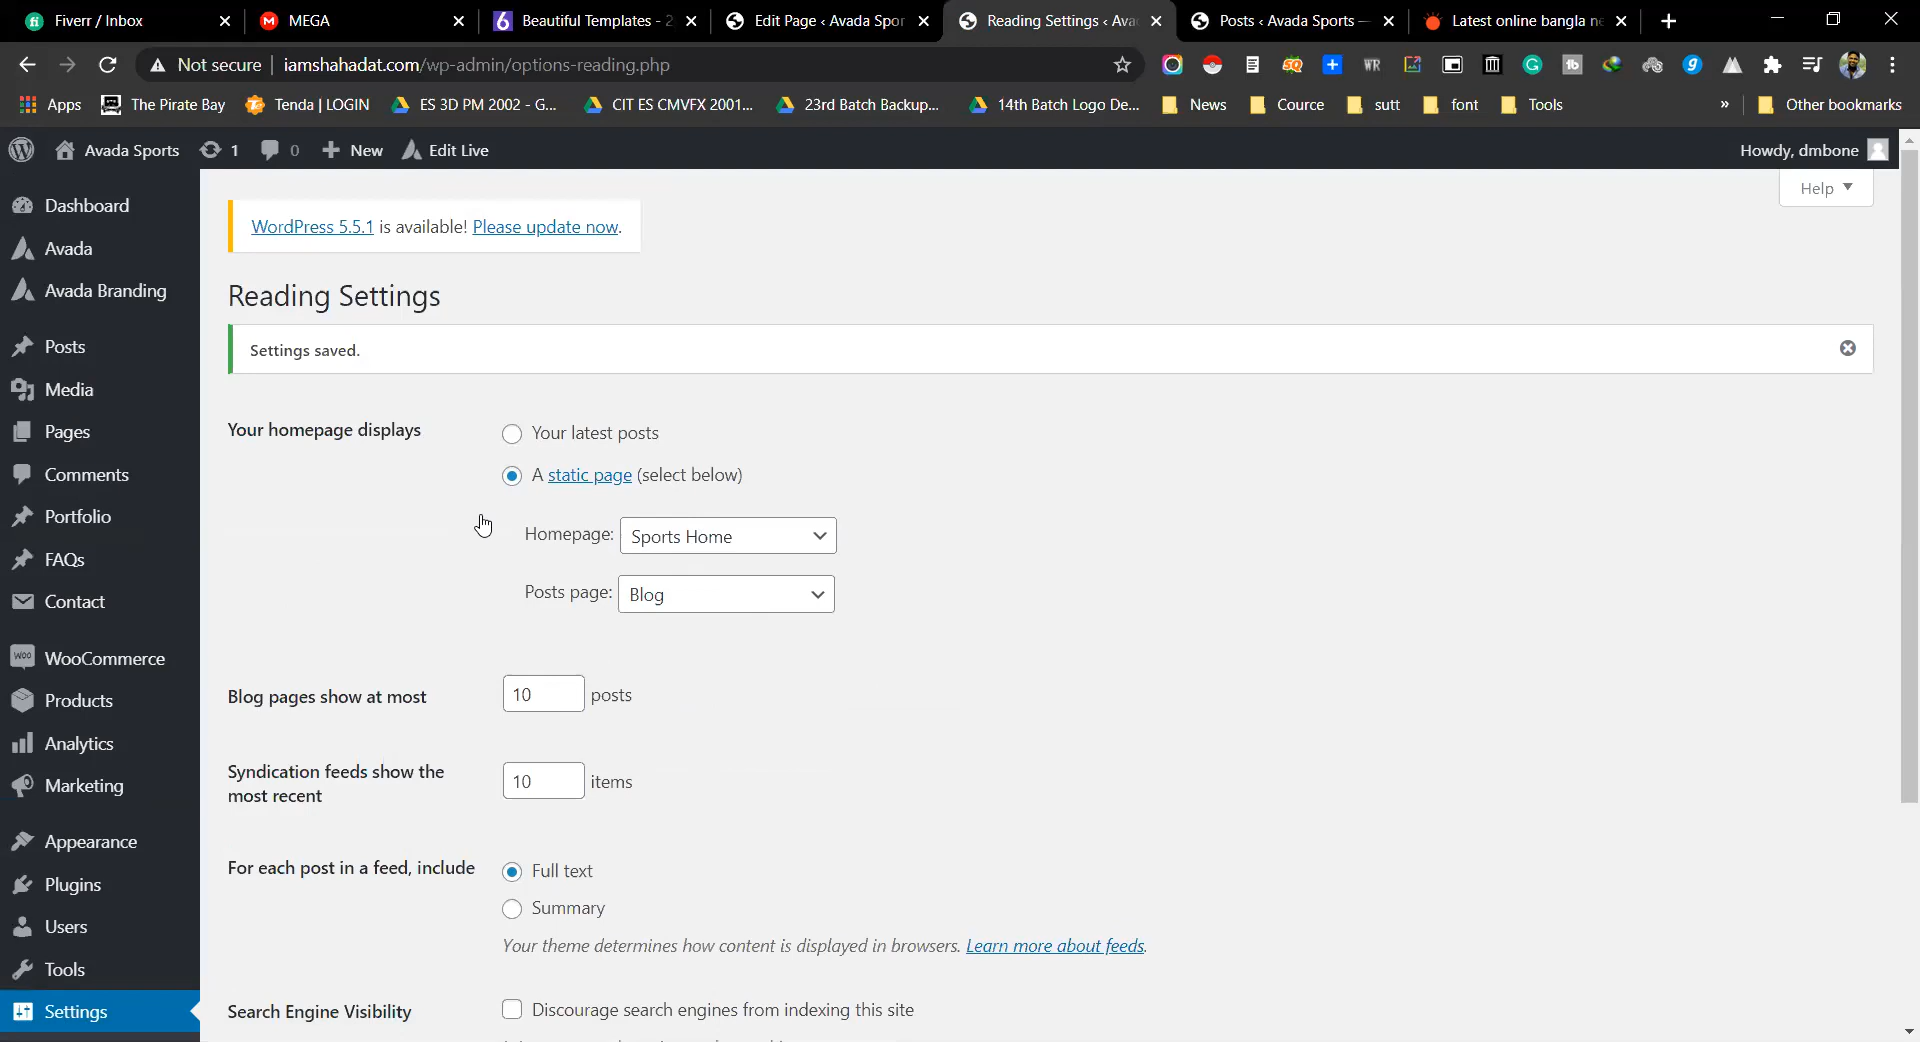 Fiverr / Inbox
MEGA
Beautiful Templates - 2
Edit Page ‹ Avada Spor
Reading Settings ‹ Ava
Posts ‹ Avada Sports —
Latest online bangla ne
Not secure | iamshahadat.com/wp-admin/options-reading.php
Apps
The Pirate Bay
Tenda | LOGIN
ES 3D PM 2002 - G...
CIT ES CMVFX 2001...
23rd Batch Backup...
14th Batch Logo De...
News
Cource
sutt
font
Tools
»
Other bookmarks
Avada Sports
1
0
New
Edit Live
Howdy, dmbone
Help
Dashboard
Avada
Avada Branding
Posts
Media
Pages
Comments
Portfolio
FAQs
Contact
WooCommerce
Products
Analytics
Marketing
Appearance
Plugins
Users
Tools
Settings
WordPress 5.5.1 is available! Please update now.
Reading Settings
Settings saved.
Your homepage displays
Your latest posts
A static page (select below)
Homepage: Sports Home
Posts page: Blog
Blog pages show at most
10 posts
Syndication feeds show the
most recent
10 items
For each post in a feed, include
Full text
Summary
Your theme determines how content is displayed in browsers. Learn more about feeds.
Search Engine Visibility
Discourage search engines from indexing this site